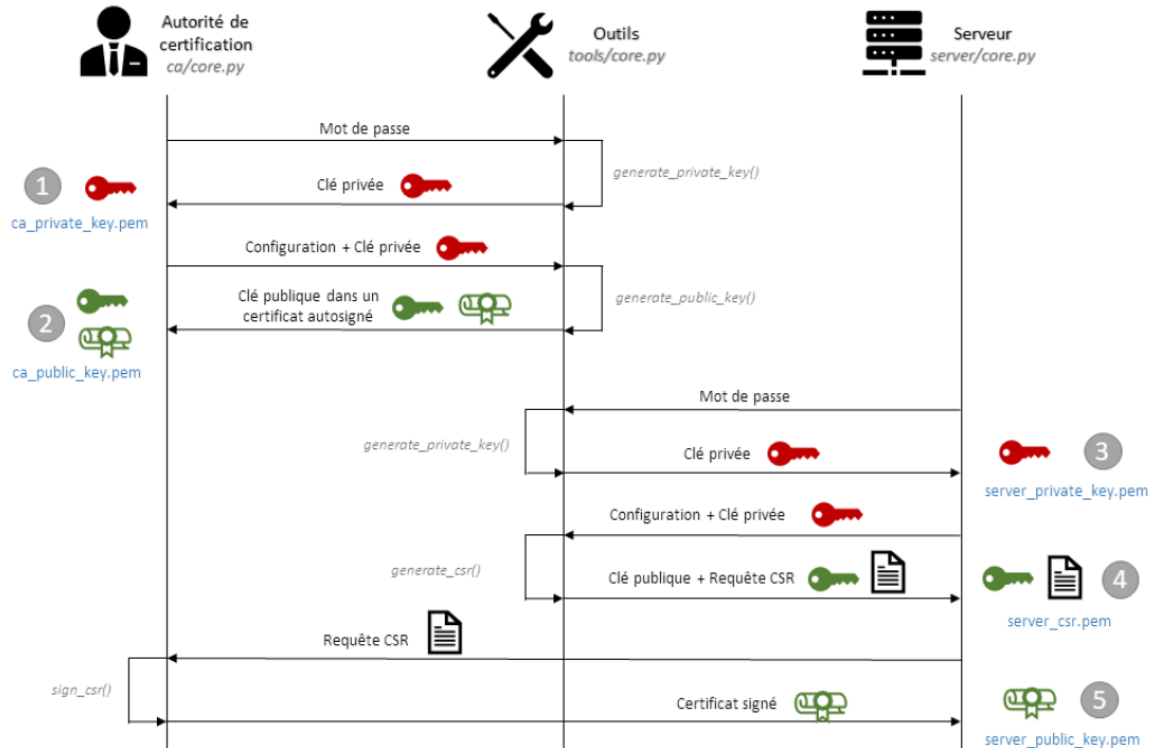 Autorité de
certification
ca/core.py
Outils
tools/core.py
Serveur
server/core.py
Mot de passe
generate_private_key()
1
Clé privée
ca_private_key.pem
Configuration + Clé privée
generate_public_key()
Clé publique dans un
certificat autosigné
2
ca_public_key.pem
Mot de passe
generate_private_key()
Clé privée
3
server_private_key.pem
Configuration + Clé privée
generate_csr()
Clé publique + Requête CSR
4
server_csr.pem
Requête CSR
sign_csr()
Certificat signé
5
server_public_key.pem